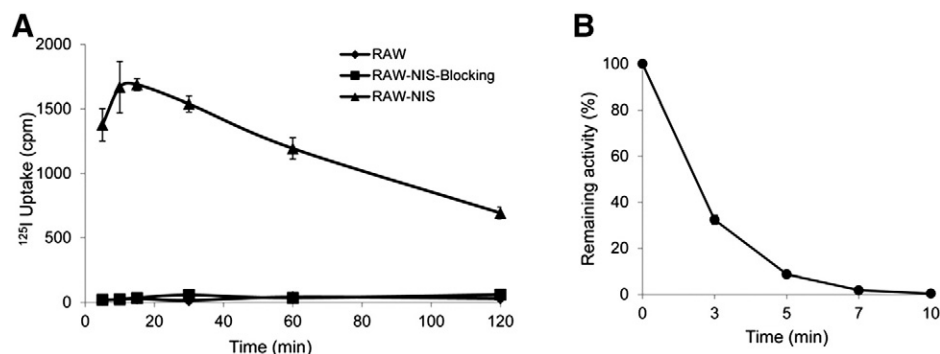 A
2000
1500
1000
500
0
0
20
40
60
80
100
120
Time (min)
125I Uptake (cpm)
RAW
RAW-NIS-Blocking
RAW-NIS
B
100
80
60
40
20
0
0
3
5
7
10
Time (min)
Remaining activity (%)